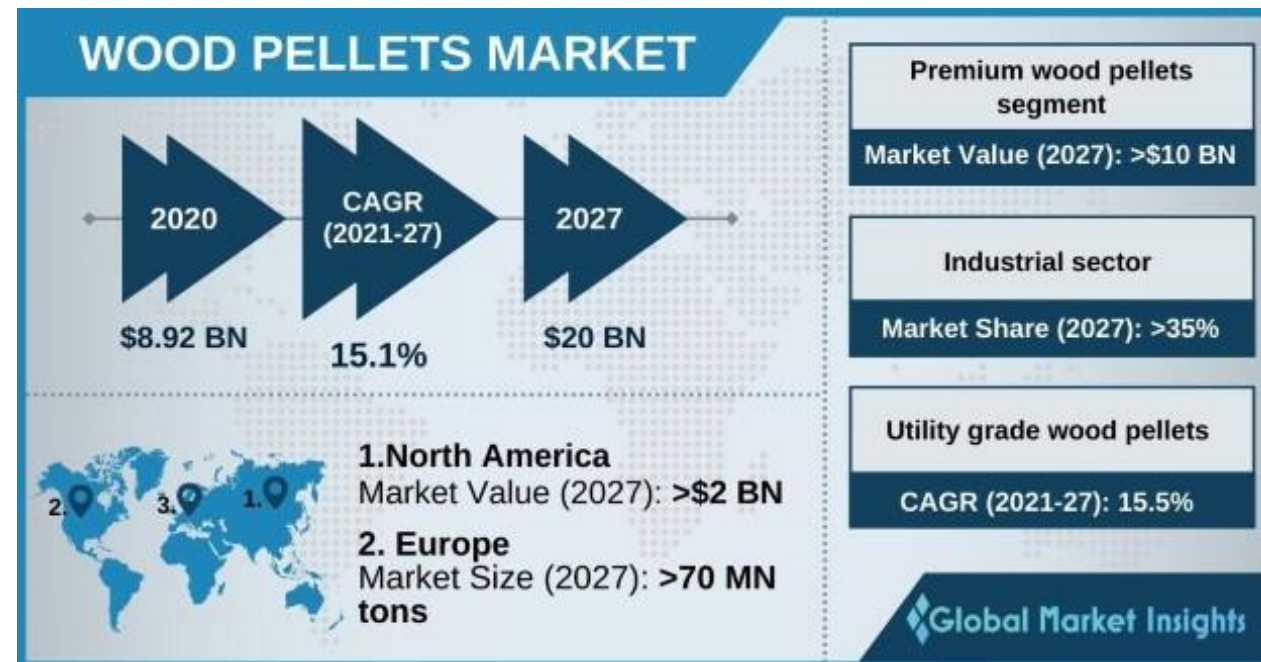 WOOD PELLETS MARKET
2020
CAGR
(2021-27)
2027
$8.92 BN
15.1%
$20 BN
2.
3.
1.
1.North America
Market Value (2027): >$2 BN
2. Europe
Market Size (2027): >70 MN
tons
Premium wood pellets
segment
Market Value (2027): >$10 BN
Industrial sector
Market Share (2027): >35%
Utility grade wood pellets
CAGR (2021-27): 15.5%
Global Market Insights